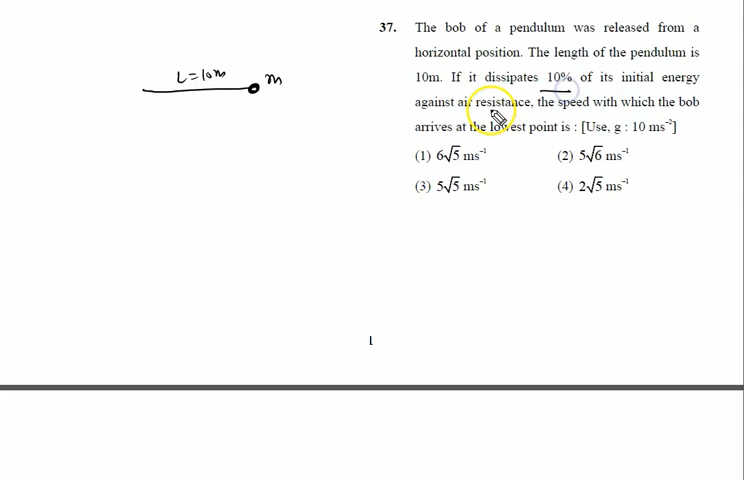 L = 10m
m
37. The bob of a pendulum was released from a
horizontal position. The length of the pendulum is
10m. If it dissipates 10% of its initial energy
against air resistance, the speed with which the bob
arrives at the lowest point is : [Use, g : 10 ms⁻²]
(1) 6√5 ms⁻¹ (2) 5√6 ms⁻¹
(3) 5√5 ms⁻¹ (4) 2√5 ms⁻¹